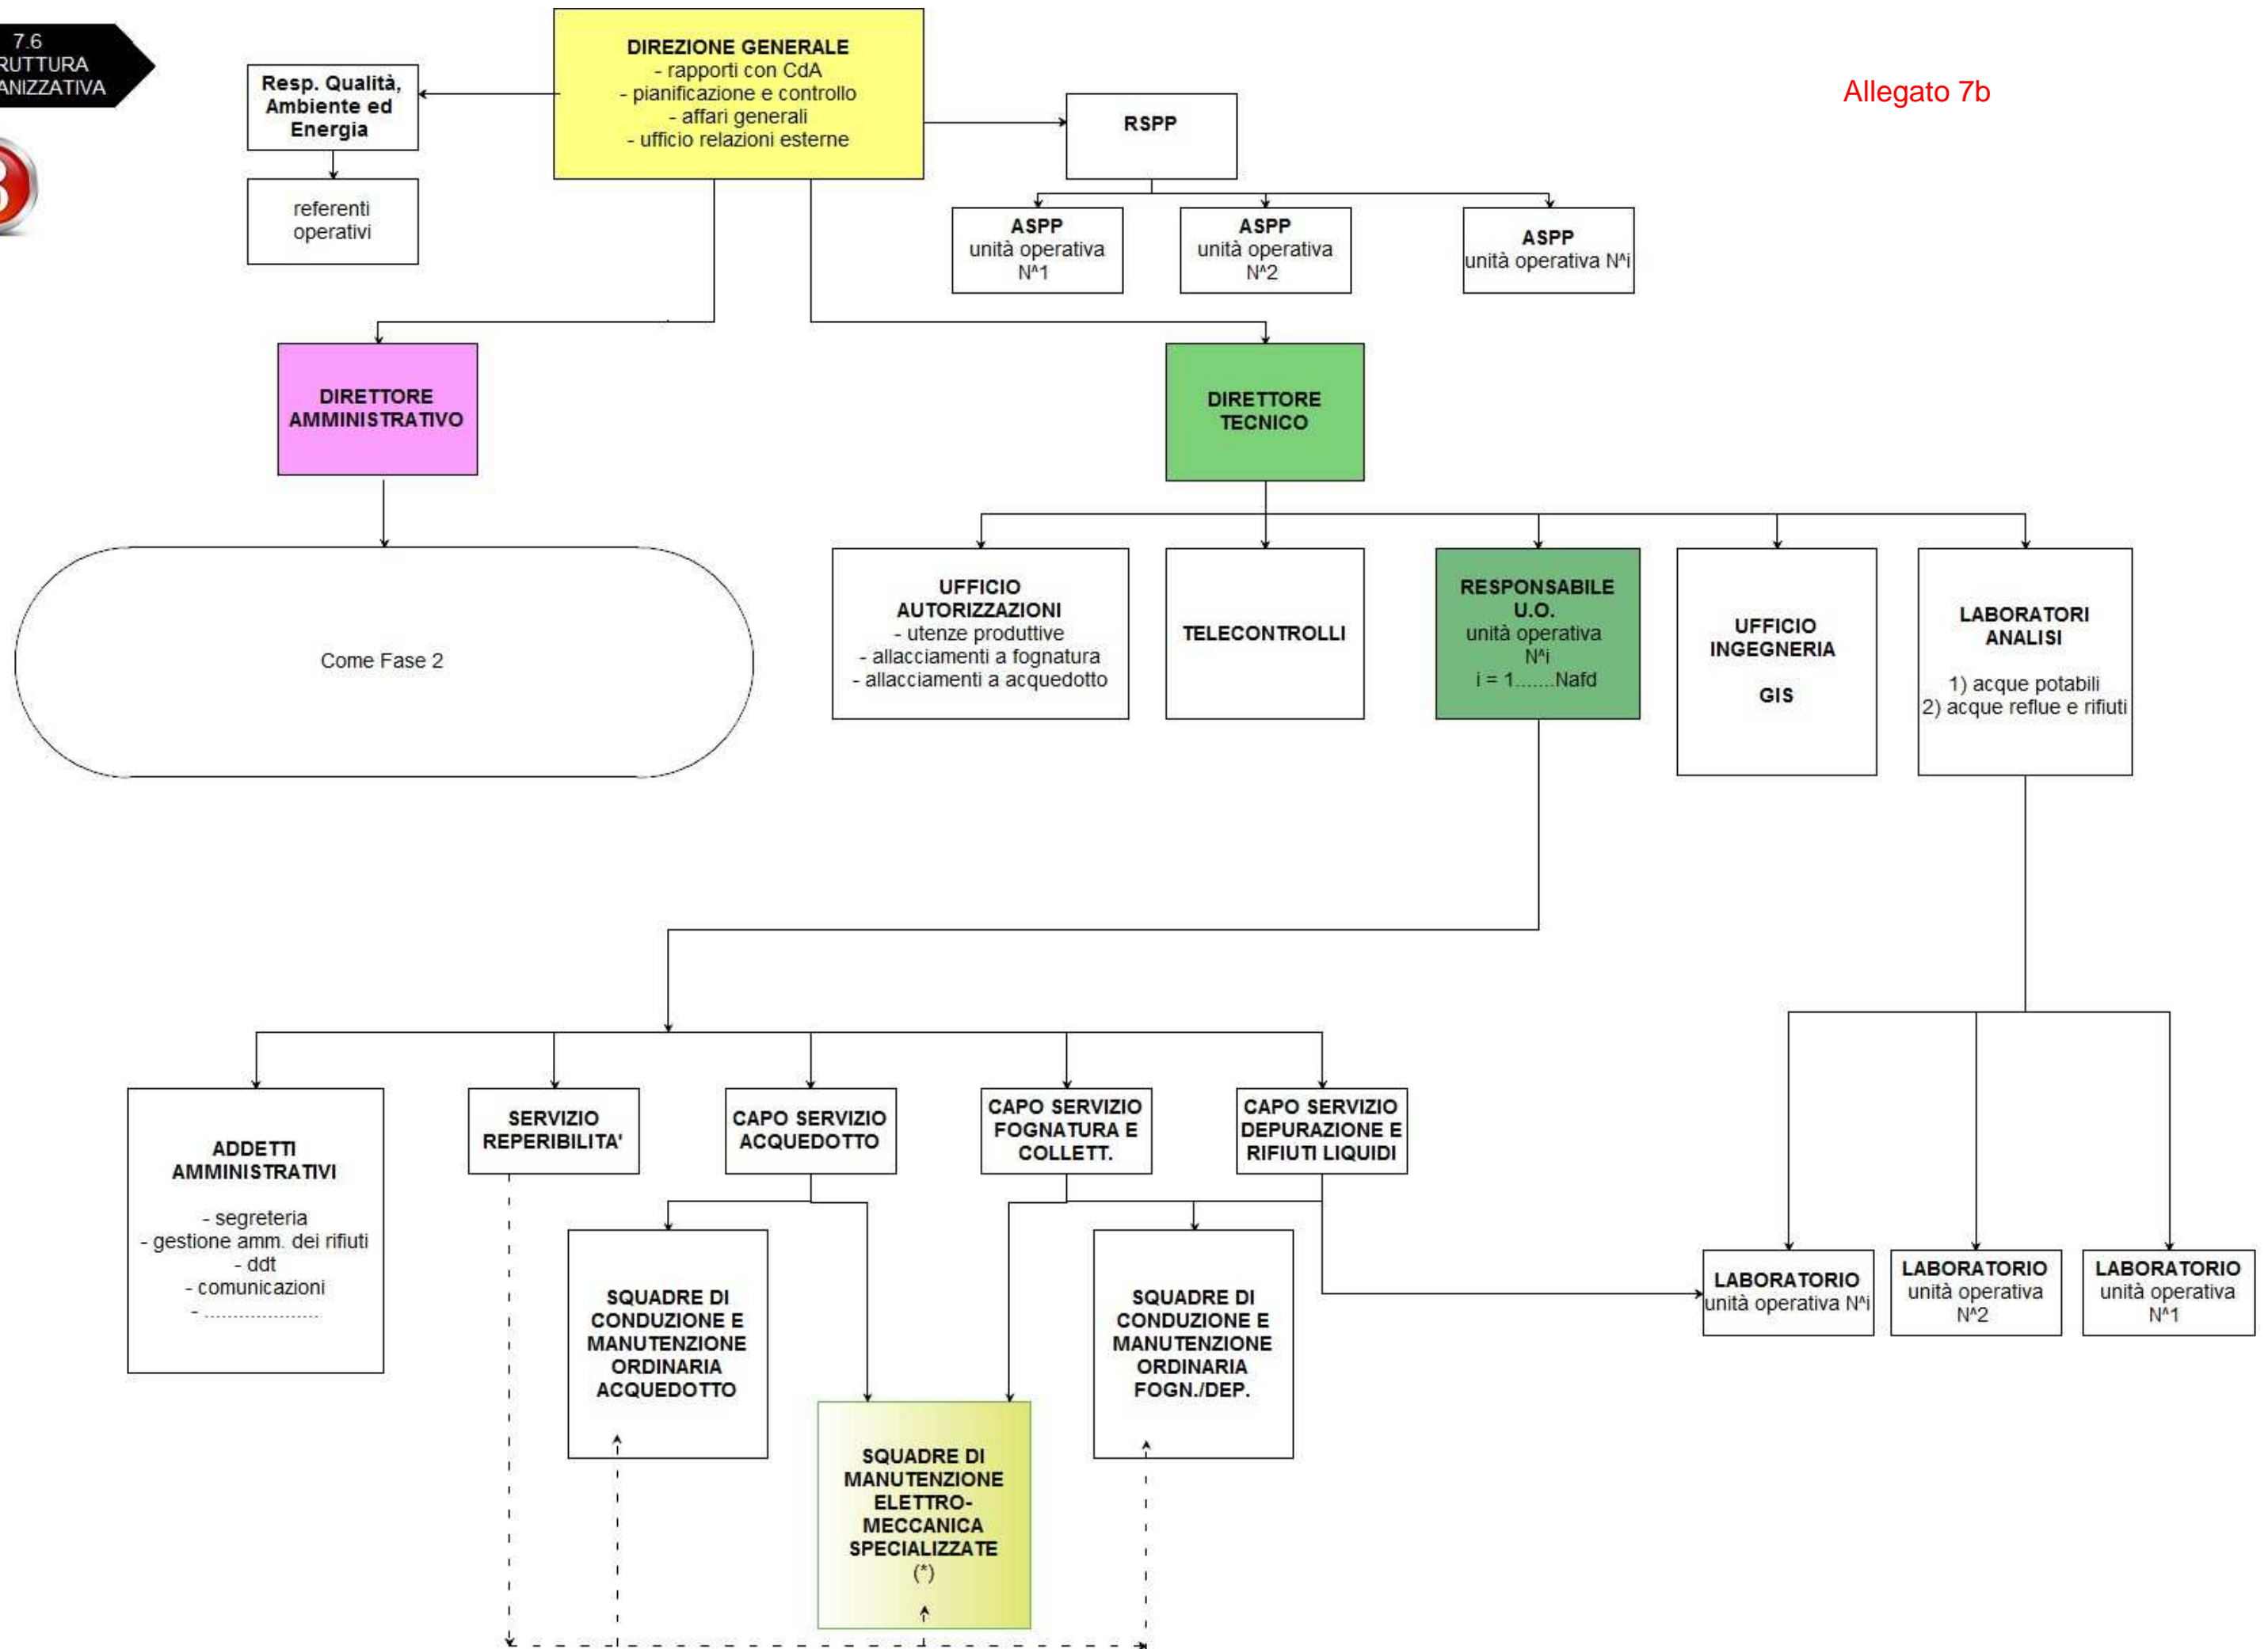 7.6
RUTTURA
ANIZZATIVA
Allegato 7b
DIREZIONE GENERALE
- rapporti con CdA
- pianificazione e controllo
- affari generali
- ufficio relazioni esterne
Resp. Qualità,
Ambiente ed
Energia
referenti
operativi
RSPP
ASPP
unità operativa
N^1
ASPP
unità operativa
N^2
ASPP
unità operativa N^i
DIRETTORE
AMMINISTRATIVO
DIRETTORE
TECNICO
Come Fase 2
UFFICIO
AUTORIZZAZIONI
- utenze produttive
- allacciamenti a fognatura
- allacciamenti a acquedotto
TELECONTROLLI
RESPONSABILE
U.O.
unità operativa
N^i
i = 1.......Nafd
UFFICIO
INGEGNERIA
GIS
LABORATORI
ANALISI
1) acque potabili
2) acque reflue e rifiuti
ADDETTI
AMMINISTRATIVI
- segreteria
- gestione amm. dei rifiuti
- ddt
- comunicazioni
- ....................
SERVIZIO
REPERIBILITA'
CAPO SERVIZIO
ACQUEDOTTO
CAPO SERVIZIO
FOGNATURA E
COLLETT.
CAPO SERVIZIO
DEPURAZIONE E
RIFIUTI LIQUIDI
SQUADRE DI
CONDUZIONE E
MANUTENZIONE
ORDINARIA
ACQUEDOTTO
SQUADRE DI
CONDUZIONE E
MANUTENZIONE
ORDINARIA
FOGN./DEP.
LABORATORIO
unità operativa N^i
LABORATORIO
unità operativa
N^2
LABORATORIO
unità operativa
N^1
SQUADRE DI
MANUTENZIONE
ELETTRO-
MECCANICA
SPECIALIZZATE
(*)